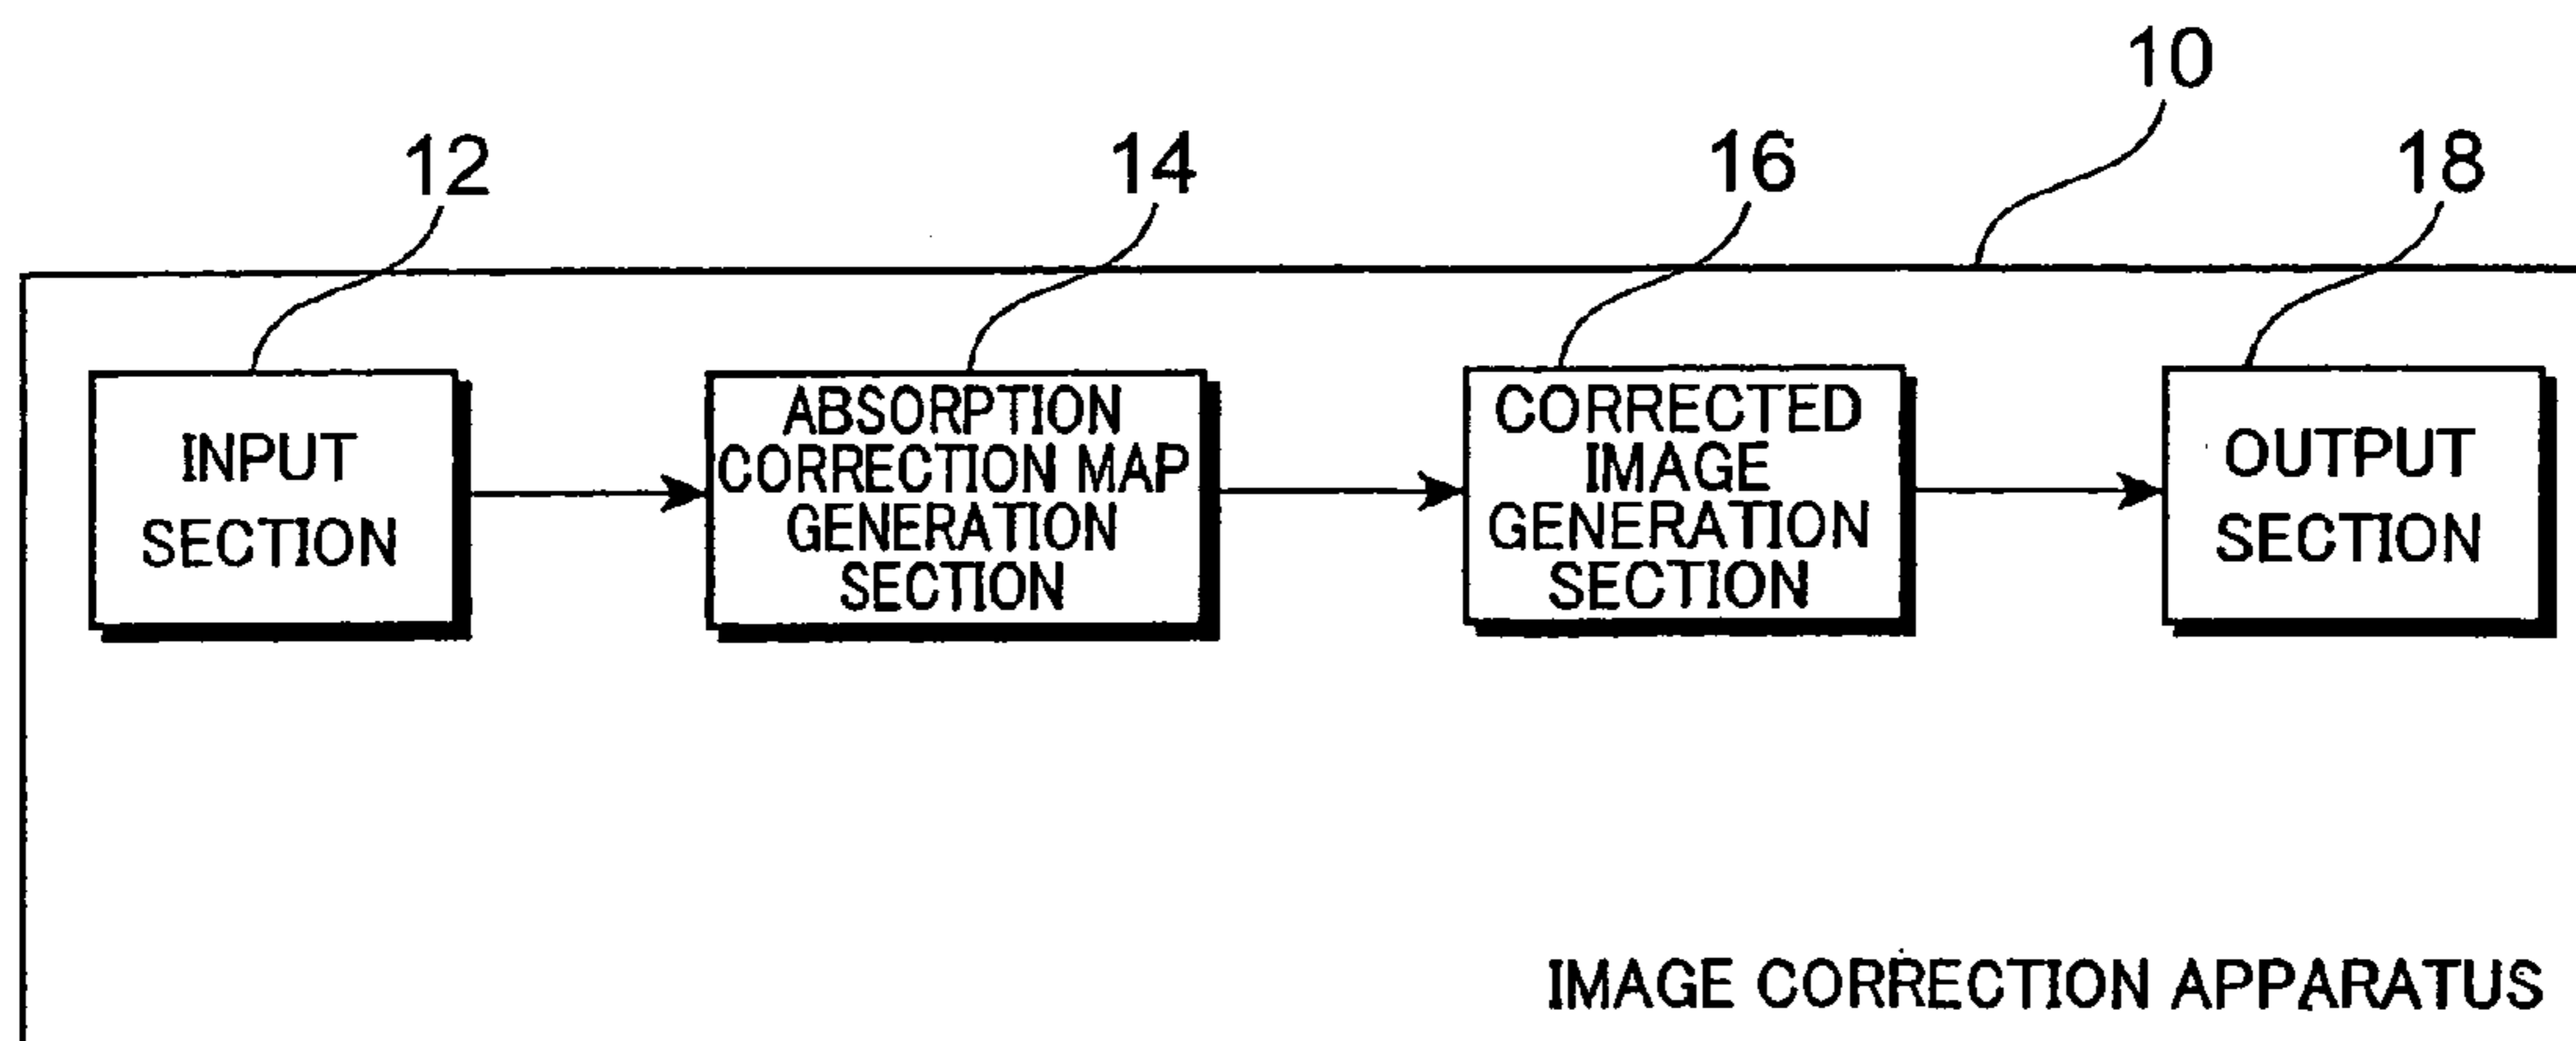 10
12
14
16
18
INPUT
SECTION
ABSORPTION
CORRECTION MAP
GENERATION
SECTION
CORRECTED
IMAGE
GENERATION
SECTION
OUTPUT
SECTION
IMAGE CORRECTION APPARATUS